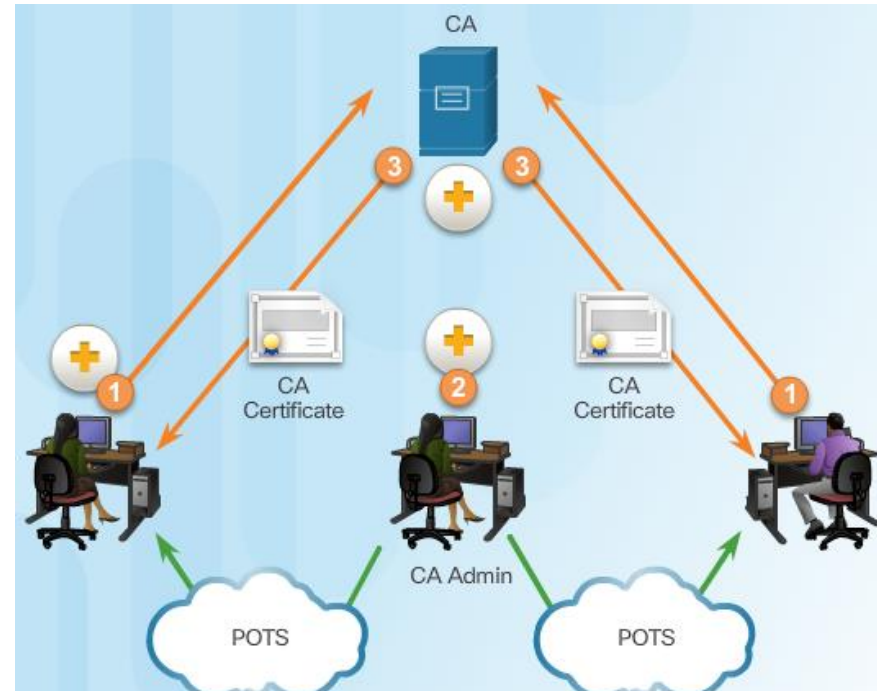 CA
3
3
CA
Certificate
CA
Certificate
1
2
1
CA Admin
POTS
POTS